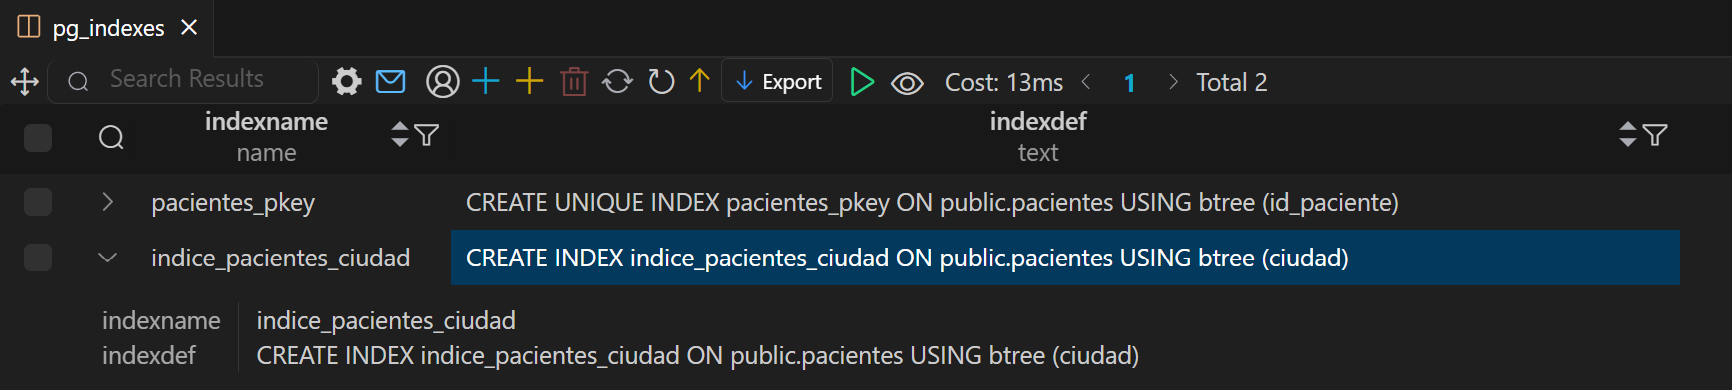 pg_indexes
Search Results Export Cost: 13ms 1 Total 2
indexname indexdef
name text
pacientes_pkey CREATE UNIQUE INDEX pacientes_pkey ON public.pacientes USING btree (id_paciente)
indice_pacientes_ciudad CREATE INDEX indice_pacientes_ciudad ON public.pacientes USING btree (ciudad)
indexname indice_pacientes_ciudad
indexdef CREATE INDEX indice_pacientes_ciudad ON public.pacientes USING btree (ciudad)